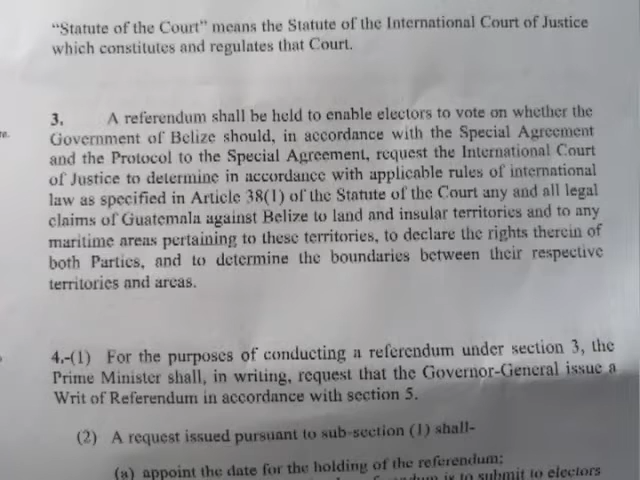 “Statute of the Court” means the Statute of the International Court of Justice
which constitutes and regulates that Court.
3. A referendum shall be held to enable electors to vote on whether the
Government of Belize should, in accordance with the Special Agreement
and the Protocol to the Special Agreement, request the International Court
of Justice to determine in accordance with applicable rules of international
law as specified in Article 38(1) of the Statute of the Court any and all legal
claims of Guatemala against Belize to land and insular territories and to any
maritime areas pertaining to these territories, to declare the rights therein of
both Parties, and to determine the boundaries between their respective
territories and areas.
4.-(1) For the purposes of conducting a referendum under section 3, the
Prime Minister shall, in writing, request that the Governor-General issue a
Writ of Referendum in accordance with section 5.
(2) A request issued pursuant to sub-section (1) shall-
(a) appoint the date for the holding of the referendum;
is to submit to electors